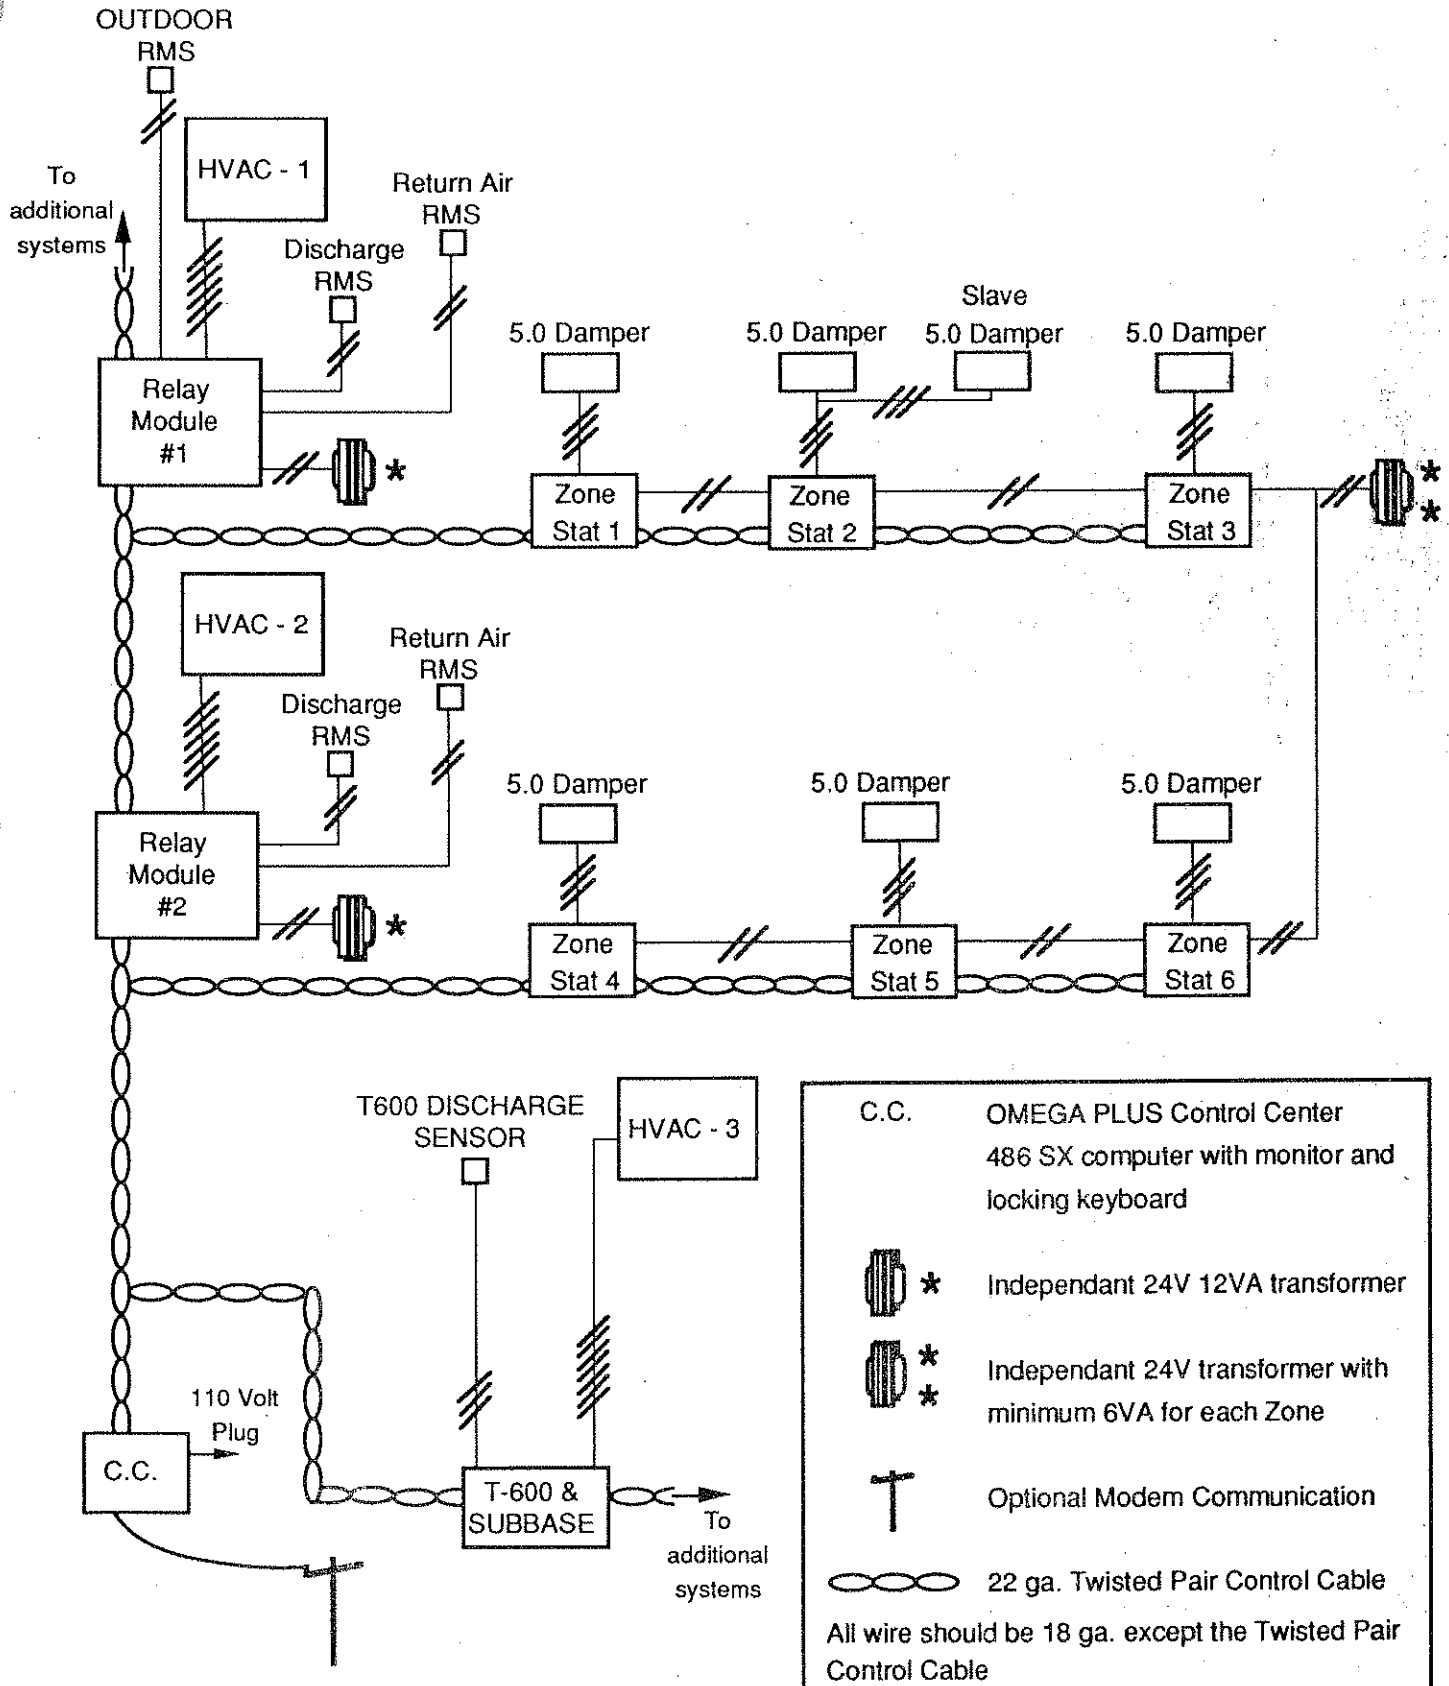 OUTDOOR
RMS
HVAC - 1
To
additional
systems
Return Air
RMS
Discharge
RMS
Slave
5.0 Damper
5.0 Damper
5.0 Damper
5.0 Damper
Relay
Module
#1
*
Zone
Stat 1
Zone
Stat 2
Zone
Stat 3
*
*
HVAC - 2
Return Air
RMS
Discharge
RMS
5.0 Damper
5.0 Damper
5.0 Damper
Relay
Module
#2
*
Zone
Stat 4
Zone
Stat 5
Zone
Stat 6
T600 DISCHARGE
SENSOR
HVAC - 3
110 Volt
Plug
C.C.
T-600 &
SUBBASE
To
additional
systems
C.C. OMEGA PLUS Control Center
486 SX computer with monitor and
locking keyboard
* Independant 24V 12VA transformer
* Independant 24V transformer with
* minimum 6VA for each Zone
Optional Modem Communication
22 ga. Twisted Pair Control Cable
All wire should be 18 ga. except the Twisted Pair
Control Cable